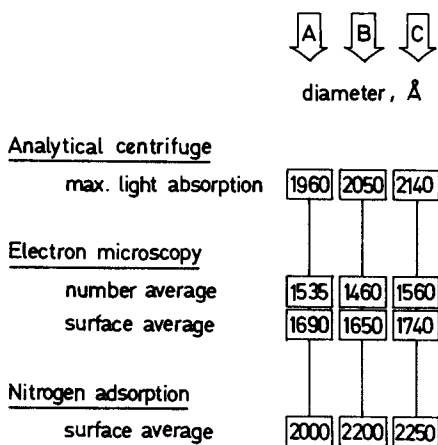 A B C
diameter, Å
Analytical centrifuge
max. light absorption 1960 2050 2140
Electron microscopy
number average 1535 1460 1560
surface average 1690 1650 1740
Nitrogen adsorption
surface average 2000 2200 2250